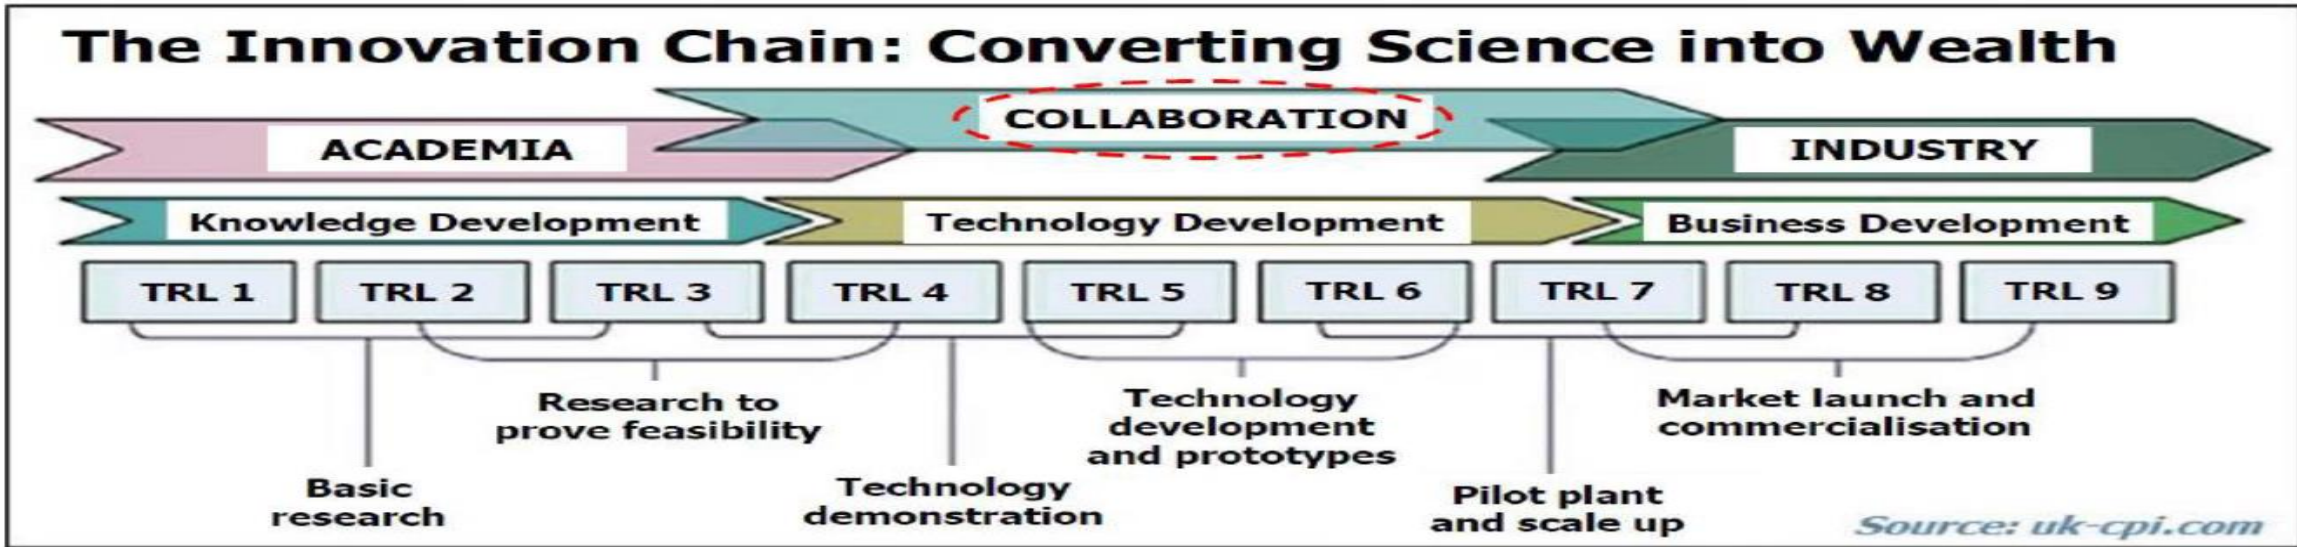 The Innovation Chain: Converting Science into Wealth
COLLABORATION
ACADEMIA
INDUSTRY
Knowledge Development
Technology Development
Business Development
TRL 1
TRL 2
TRL 3
TRL 4
TRL 5
TRL 6
TRL 7
TRL 8
TRL 9
Basic
research
Research to
prove feasibility
Technology
demonstration
Technology
development
and prototypes
Pilot plant
and scale up
Market launch and
commercialisation
Source: uk-cpi.com